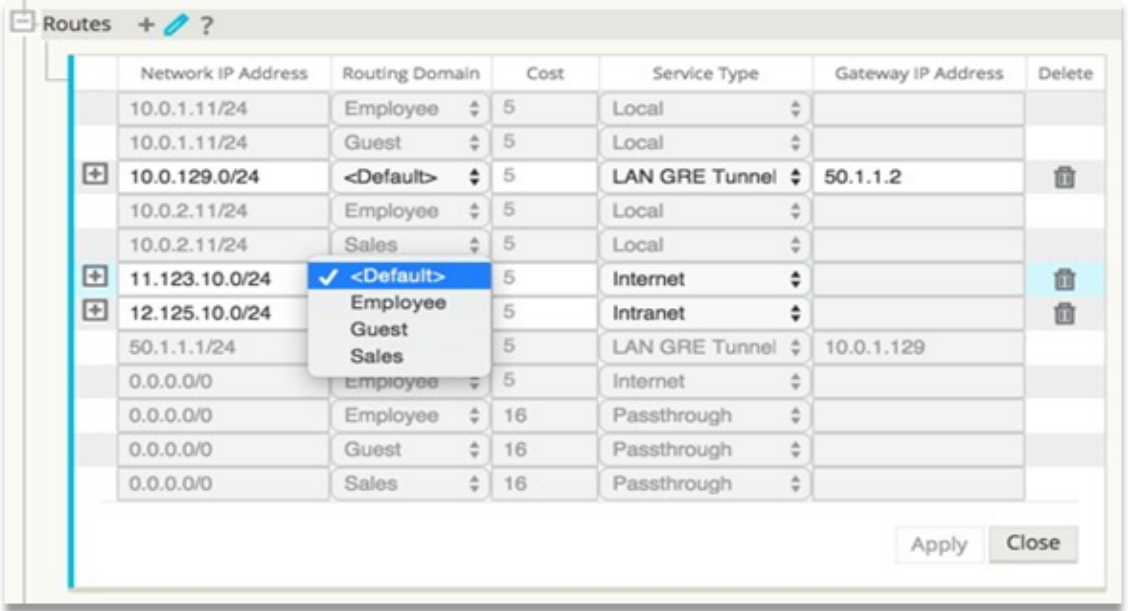 Routes + ?
Network IP Address Routing Domain Cost Service Type Gateway IP Address Delete
10.0.1.11/24 Employee 5 Local
10.0.1.11/24 Guest 5 Local
10.0.129.0/24 <Default> 5 LAN GRE Tunnel 50.1.1.2
10.0.2.11/24 Employee 5 Local
10.0.2.11/24 Sales 5 Local
11.123.10.0/24 ✓ <Default> 5 Internet
Employee
12.125.10.0/24 5 Intranet
Guest
50.1.1.1/24 5 LAN GRE Tunnel 10.0.1.129
Sales
0.0.0.0/0 Employee 5 Internet
0.0.0.0/0 Employee 16 Passthrough
0.0.0.0/0 Guest 16 Passthrough
0.0.0.0/0 Sales 16 Passthrough
Apply Close